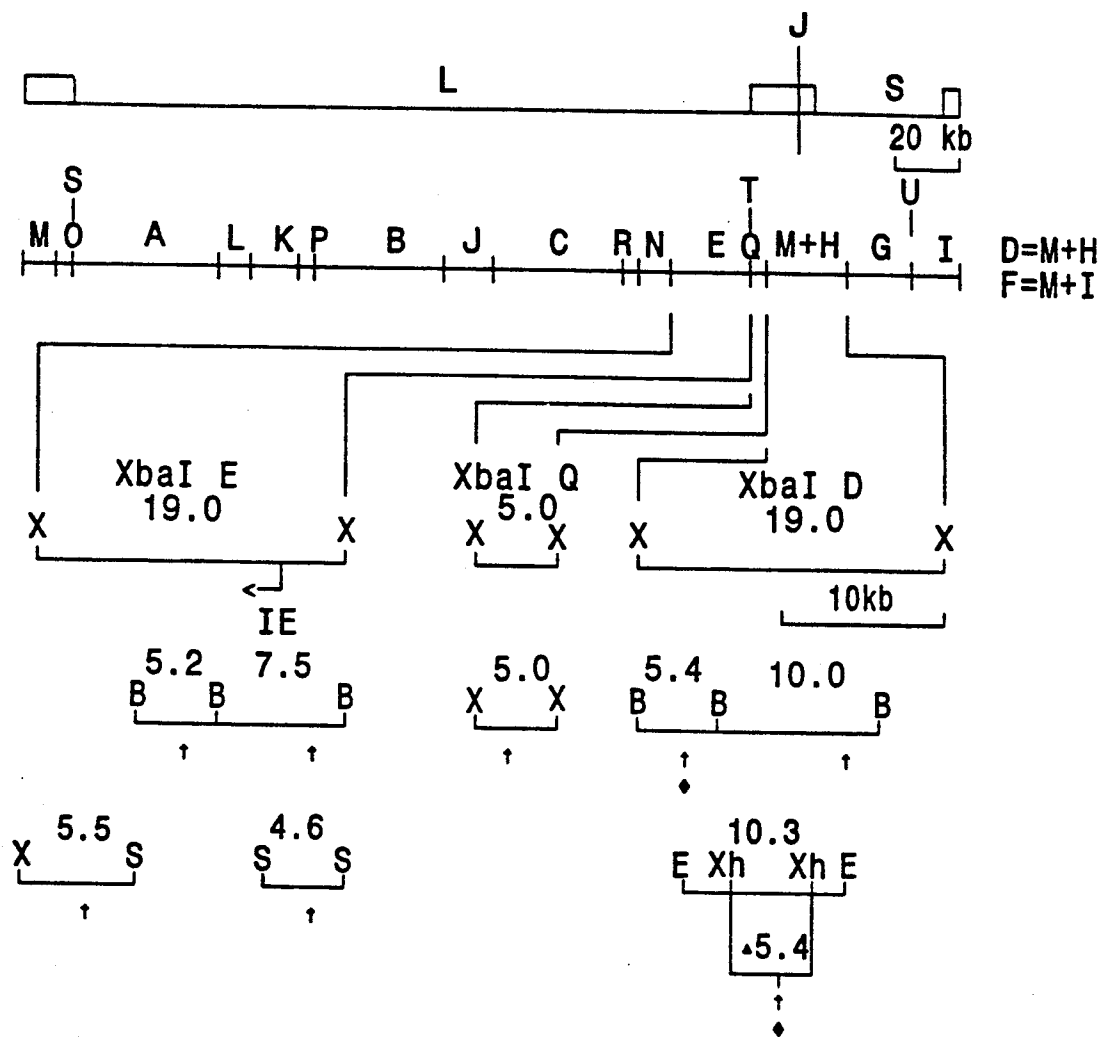 J
L S
20 kb
S T U
M O A L K P B J C R N E Q M+H G I D=M+H
F=M+I
XbaI E XbaI Q XbaI D
19.0 5.0 19.0
X X X X X X
10kb
<
IE
5.2 7.5 5.0 5.4 10.0
B B B X X B B B
↑ ↑ ↑ ↑ ↑
♦
5.5 4.6 10.3
X S S S E Xh Xh E
↑ ↑
▲5.4
↑
♦